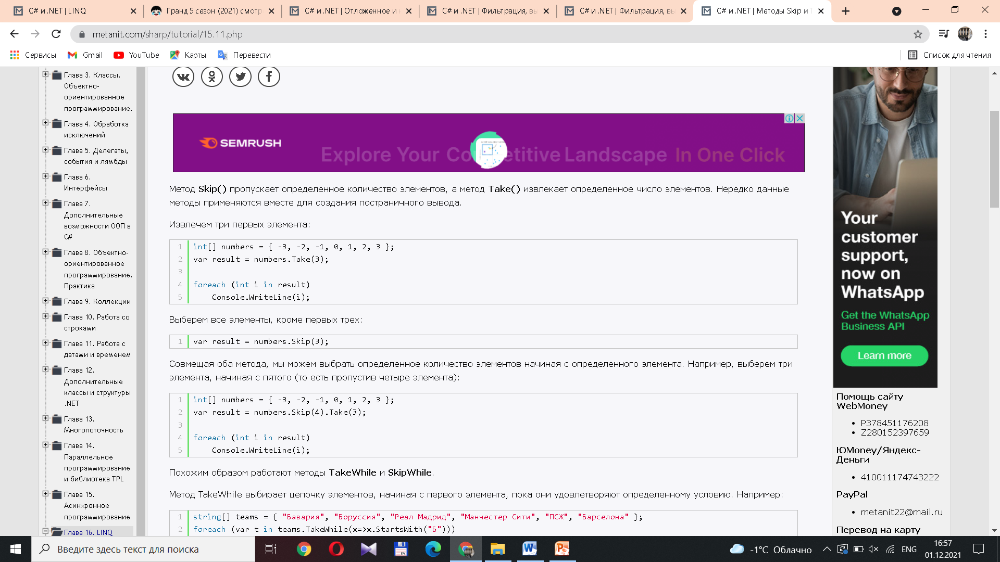 C# и .NET | LINQ
Гранд 5 сезон (2021) смотр
C# и .NET | Отложенное и
C# и .NET | Фильтрация, вы
C# и .NET | Фильтрация, вы
C# и .NET | Методы Skip и T
metanit.com/sharp/tutorial/15.11.php
Сервисы
Gmail
YouTube
Карты
Перевести
Список для чтения
Глава 3. Классы.
Объектно-
ориентированное
программирование.
Глава 4. Обработка
исключений
Глава 5. Делегаты,
события и лямбды
Глава 6.
Интерфейсы
Глава 7.
Дополнительные
возможности ООП в
C#
Глава 8. Объектно-
ориентированное
программирование.
Практика
Глава 9. Коллекции
Глава 10. Работа со
строками
Глава 11. Работа с
датами и временем
Глава 12.
Дополнительные
классы и структуры
.NET
Глава 13.
Многопоточность
Глава 14.
Параллельное
программирование
и библиотека TPL
Глава 15.
Асинхронное
программирование
Глава 16. LINQ
SEMRUSH
Explore Your Competitive Landscape In One Click
Метод Skip() пропускает определенное количество элементов, а метод Take() извлекает определенное число элементов. Нередко данные
методы применяются вместе для создания постраничного вывода.
Извлечем три первых элемента:
1 int[] numbers = { -3, -2, -1, 0, 1, 2, 3 };
2 var result = numbers.Take(3);
3
4 foreach (int i in result)
5 Console.WriteLine(i);
Выберем все элементы, кроме первых трех:
1 var result = numbers.Skip(3);
Совмещая оба метода, мы можем выбрать определенное количество элементов начиная с определенного элемента. Например, выберем три
элемента, начиная с пятого (то есть пропустив четыре элемента):
1 int[] numbers = { -3, -2, -1, 0, 1, 2, 3 };
2 var result = numbers.Skip(4).Take(3);
3
4 foreach (int i in result)
5 Console.WriteLine(i);
Похожим образом работают методы TakeWhile и SkipWhile.
Метод TakeWhile выбирает цепочку элементов, начиная с первого элемента, пока они удовлетворяют определенному условию. Например:
1 string[] teams = { "Бавария", "Боруссия", "Реал Мадрид", "Манчестер Сити", "ПСЖ", "Барселона" };
2 foreach (var t in teams.TakeWhile(x=>x.StartsWith("Б")))
Your
customer
support,
now on
WhatsApp
Get the WhatsApp
Business API
Learn more
Помощь сайту
WebMoney
P378451176208
Z280152397659
ЮMoney/Яндекс-
Деньги
410011174743222
PayPal
metanit22@mail.ru
Перевод на карту
Введите здесь текст для поиска
-1°C Облачно
ENG
16:57
01.12.2021